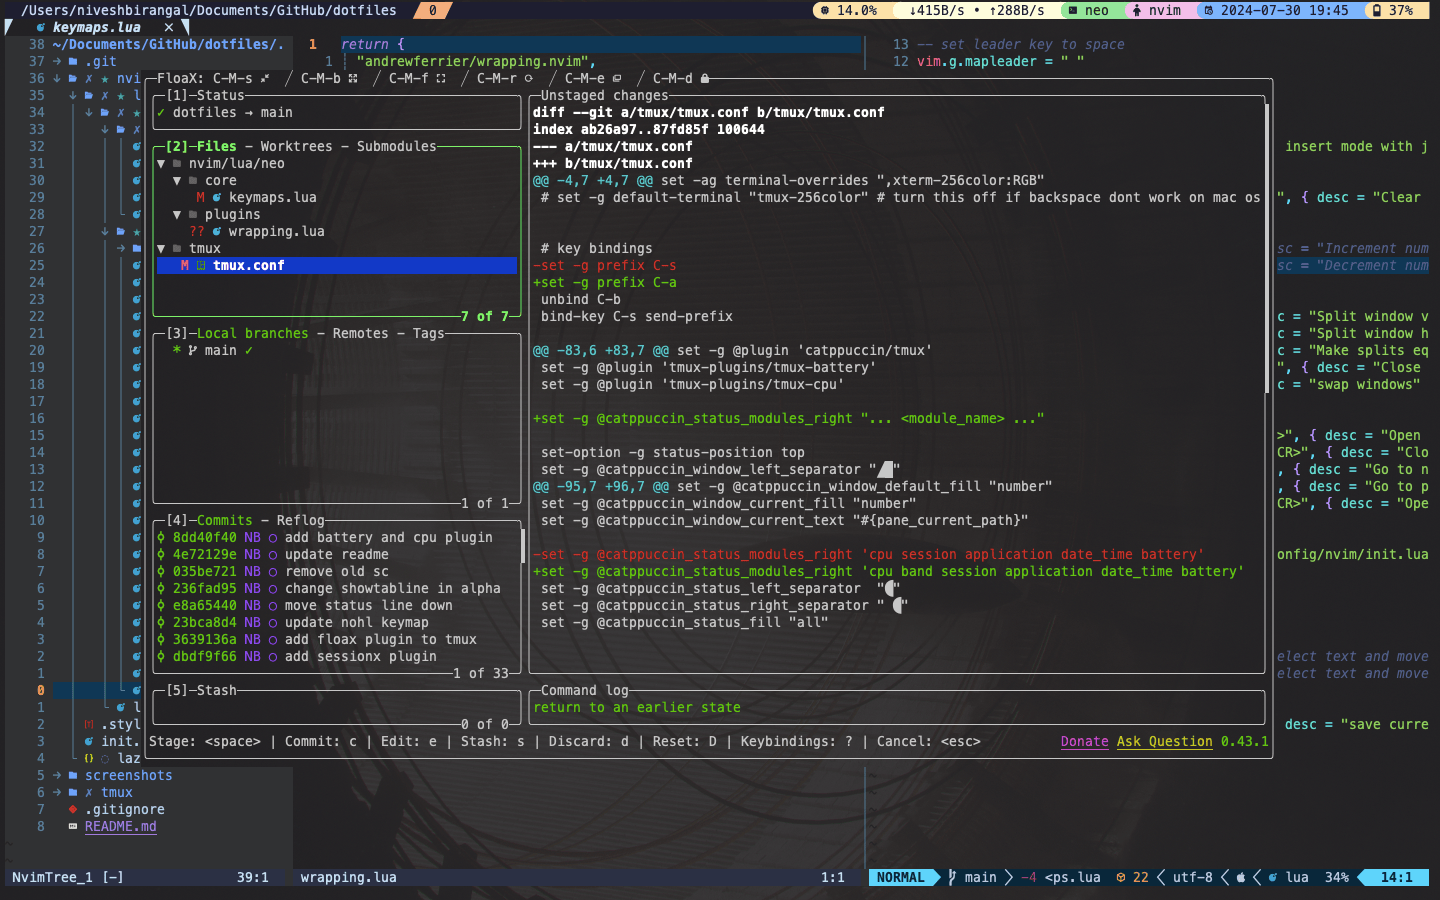 /Users/niveshbirangal/Documents/GitHub/dotfiles 0 14.0% ↓415B/s • ↑288B/s neo nvim 2024-07-30 19:45 37%
keymaps.lua ✕
38 ~/Documents/GitHub/dotfiles/.
37 .git
36 ✗ ★ nvi
35 ★ l
34 ✗ ★
33 ✗
32
31
30
29
28
27 ★
26
25
24
23
22
21
20
19
18
17
16
15
14
13
12
11
10
9
8
7
6
5
4
3
2
1
0
1 l
2 .styl
3 init.
4 {} laz
5 screenshots
6 ✗ tmux
7 .gitignore
8 README.md
1 return {
1 "andrewferrier/wrapping.nvim",
13 -- set leader key to space
12 vim.g.mapleader = " "
FloaX: C-M-s / C-M-b / C-M-f / C-M-r / C-M-e / C-M-d
[1]─Status
✓ dotfiles → main
[2]─Files – Worktrees – Submodules
▼ nvim/lua/neo
▼ core
M keymaps.lua
▼ plugins
?? wrapping.lua
▼ tmux
M tmux.conf
7 of 7
[3]─Local branches – Remotes – Tags
* main ✓
1 of 1
[4]─Commits – Reflog
8dd40f40 NB ○ add battery and cpu plugin
4e72129e NB ○ update readme
035be721 NB ○ remove old sc
236fad95 NB ○ change showtabline in alpha
e8a65440 NB ○ move status line down
23bca8d4 NB ○ update nohl keymap
3639136a NB ○ add floax plugin to tmux
dbdf9f66 NB ○ add sessionx plugin
1 of 33
[5]─Stash
0 of 0
Unstaged changes
diff --git a/tmux/tmux.conf b/tmux/tmux.conf
index ab26a97..87fd85f 100644
--- a/tmux/tmux.conf
+++ b/tmux/tmux.conf
@@ -4,7 +4,7 @@ set -ag terminal-overrides ",xterm-256color:RGB"
# set -g default-terminal "tmux-256color" # turn this off if backspace dont work on mac os
# key bindings
-set -g prefix C-s
+set -g prefix C-a
unbind C-b
bind-key C-s send-prefix
@@ -83,6 +83,7 @@ set -g @plugin 'catppuccin/tmux'
set -g @plugin 'tmux-plugins/tmux-battery'
set -g @plugin 'tmux-plugins/tmux-cpu'
+set -g @catppuccin_status_modules_right "... <module_name> ..."
set-option -g status-position top
set -g @catppuccin_window_left_separator ""
@@ -95,7 +96,7 @@ set -g @catppuccin_window_default_fill "number"
set -g @catppuccin_window_current_fill "number"
set -g @catppuccin_window_current_text "#{pane_current_path}"
-set -g @catppuccin_status_modules_right 'cpu session application date_time battery'
+set -g @catppuccin_status_modules_right 'cpu band session application date_time battery'
set -g @catppuccin_status_left_separator ""
set -g @catppuccin_status_right_separator " "
set -g @catppuccin_status_fill "all"
Command log
return to an earlier state
Stage: <space> | Commit: c | Edit: e | Stash: s | Discard: d | Reset: D | Keybindings: ? | Cancel: <esc> Donate Ask Question 0.43.1
insert mode with j
", { desc = "Clear
sc = "Increment num
sc = "Decrement num
c = "Split window v
c = "Split window h
c = "Make splits eq
", { desc = "Close
c = "swap windows"
>", { desc = "Open
CR>", { desc = "Clo
, { desc = "Go to n
, { desc = "Go to p
CR>", { desc = "Ope
onfig/nvim/init.lua
elect text and move
elect text and move
desc = "save curre
NvimTree_1 [-] 39:1 wrapping.lua 1:1 NORMAL main -4 <ps.lua 22 utf-8 lua 34% 14:1